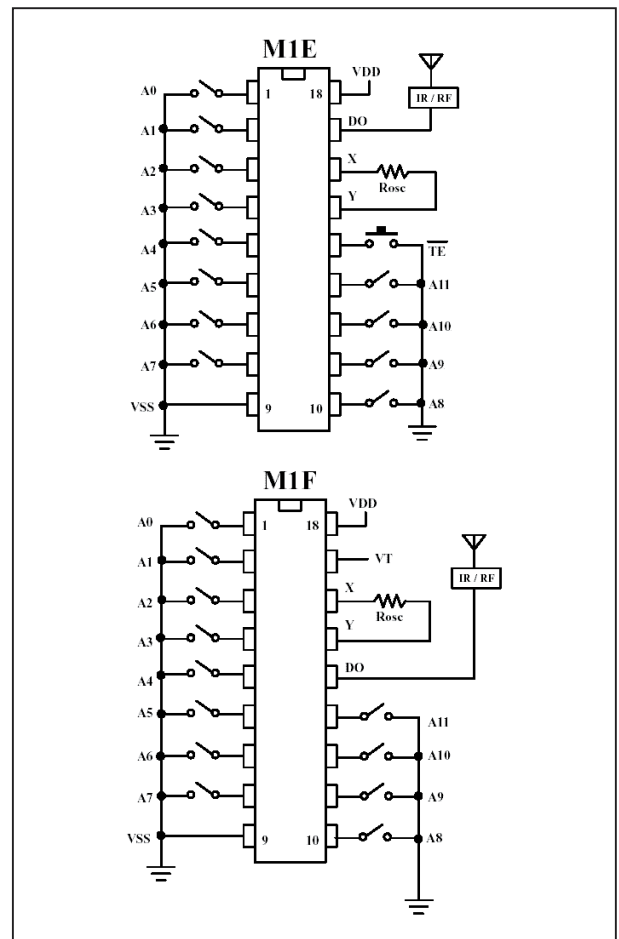 M1E
A0
1
18
VDD
IR / RF
A1
DO
A2
X
Rosc
A3
Y
A4
TE
A5
A11
A6
A10
A7
A9
VSS
9
10
A8
M1F
A0
1
18
VDD
A1
VT
IR / RF
A2
X
Rosc
A3
Y
A4
DO
A5
A11
A6
A10
A7
A9
VSS
9
10
A8